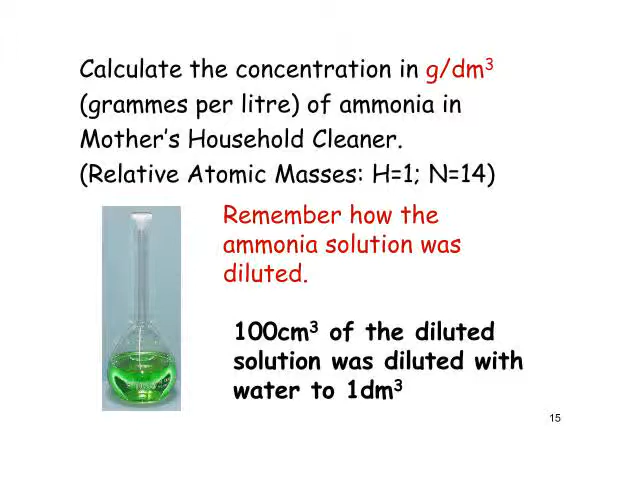 Calculate the concentration in g/dm³
(grammes per litre) of ammonia in
Mother's Household Cleaner.
(Relative Atomic Masses: H=1; N=14)
Remember how the
ammonia solution was
diluted.
100cm³ of the diluted
solution was diluted with
water to 1dm³
15